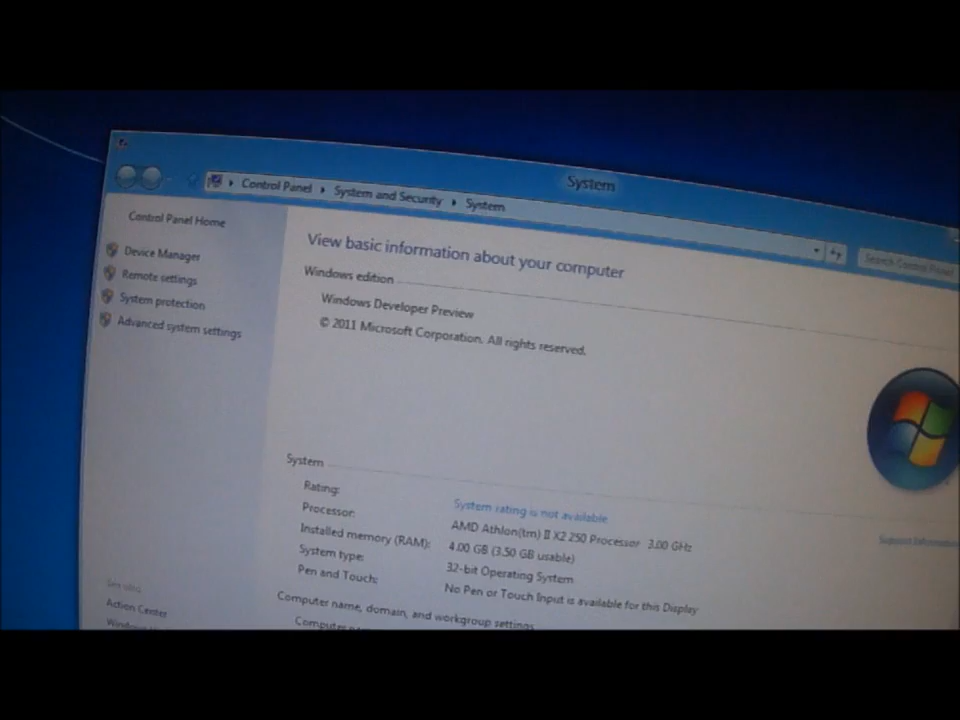 System
Control Panel
System and Security
System
Search Control Panel
Control Panel Home
Device Manager
Remote settings
System protection
Advanced system settings
View basic information about your computer
Windows edition
Windows Developer Preview
© 2011 Microsoft Corporation. All rights reserved.
System
Rating: System rating is not available
Processor: AMD Athlon(tm) II X2 250 Processor 3.00 GHz
Installed memory (RAM): 4.00 GB (3.50 GB usable)
System type: 32-bit Operating System
Pen and Touch: No Pen or Touch Input is available for this Display
Support Information
Computer name, domain, and workgroup settings
Computer
See also
Action Center
Windows